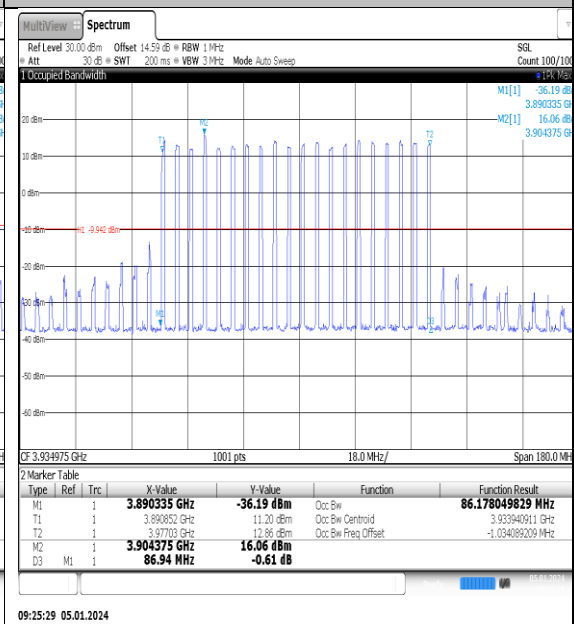 MultiView Spectrum
Ref Level 30.00 dBm Offset 14.59 dB RBW 1 MHz SGL
Att 30 dB SWT 200 ms VBW 3 MHz Mode Auto Sweep Count 100/100
1 Occupied Bandwidth 1Pk Max
M1[1] -36.19 dB
3.890335 GH
M2[1] 16.06 dB
3.904375 GH
20 dBm
M2
T1
T2
10 dBm
0 dBm
-10 dBm H1 -9.942 dBm
-20 dBm
-30 dBm
M1
D3
-40 dBm
-50 dBm
-60 dBm
CF 3.934975 GHz 1001 pts 18.0 MHz/ Span 180.0 MH
2 Marker Table
Type Ref Trc X-Value Y-Value Function Function Result
M1 1 3.890335 GHz -36.19 dBm Occ Bw 86.178049829 MHz
T1 1 3.890852 GHz 11.20 dBm Occ Bw Centroid 3.933940911 GHz
T2 1 3.97703 GHz 12.86 dBm Occ Bw Freq Offset -1.034089209 MHz
M2 1 3.904375 GHz 16.06 dBm
D3 M1 1 86.94 MHz -0.61 dB
05.01.2024
09:25:29 05.01.2024